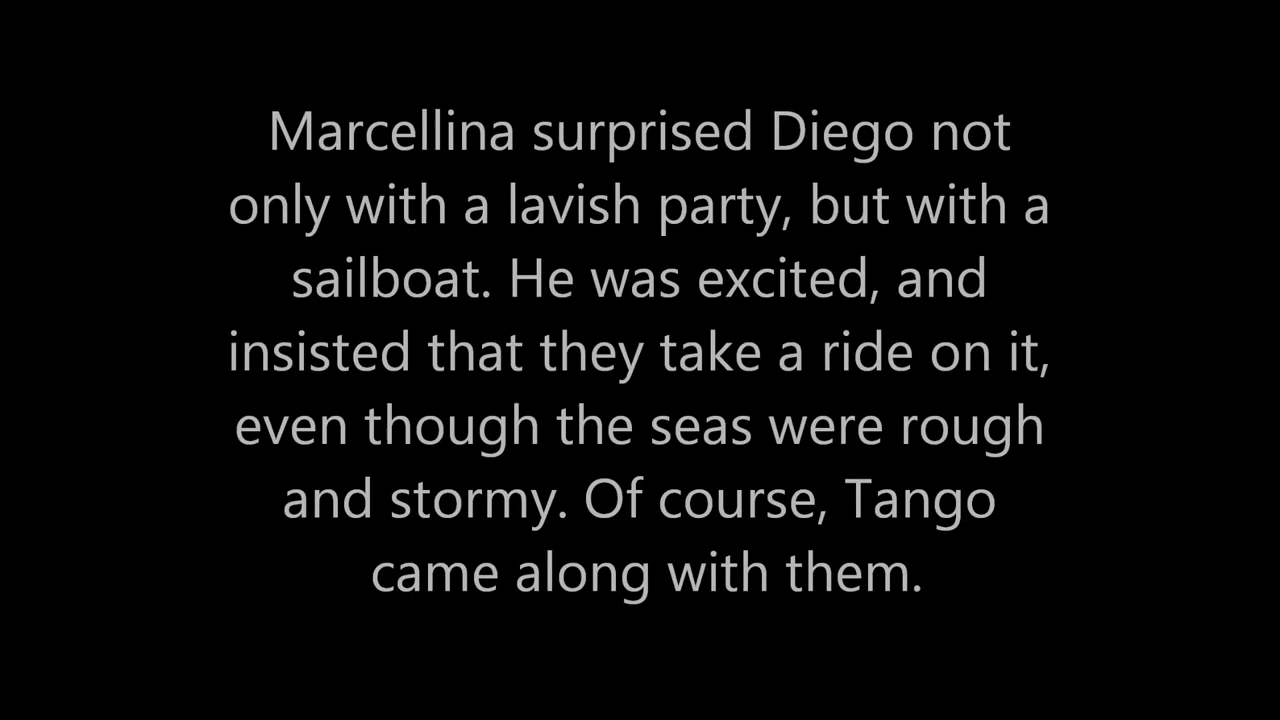 Marcellina surprised Diego not
only with a lavish party, but with a
sailboat. He was excited, and
insisted that they take a ride on it,
even though the seas were rough
and stormy. Of course, Tango
came along with them.